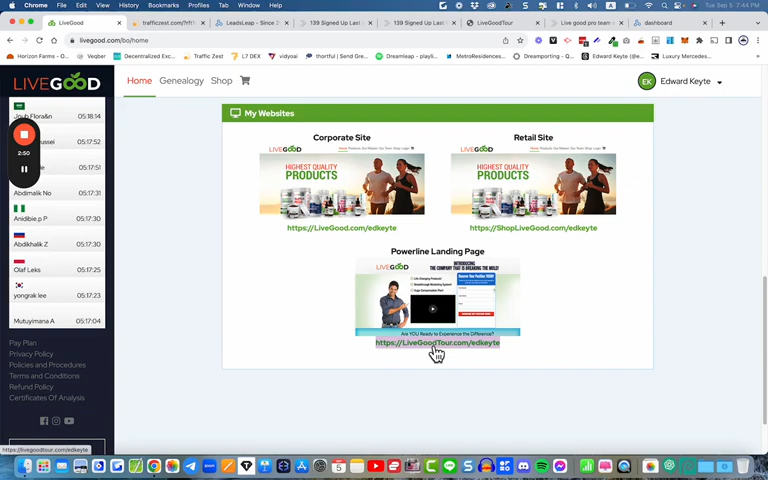 Chrome File Edit View History Bookmarks Profiles Tab Window Help Tue Sep 5 7:44 PM
LiveGood
trafficzest.com/?rf=
LeadsLeap - Since 2
139 Signed Up Last
139 Signed Up Last
LiveGoodTour
Live good pro team
dashboard
livegood.com/bo/home
Horizon Farms - O...
Veqber
Decentralized Exc...
Traffic Zest
L7 DEX
vidyoai
thortful | Send Gre...
Dreamleap - playli...
MetroResidences...
Dreamporting - Qu...
Edward Keyte (@e...
Luxury Mercedes...
LIVEGOOD
Home Genealogy Shop
EK Edward Keyte
05:18:14
05:17:52
2:50
05:17:51
Abdimalik No 05:17:31
Anidibie.p P 05:17:30
Abdikhalik Z 05:17:30
Olaf Leks 05:17:25
yongrak lee 05:17:23
Mutuyimana A 05:17:04
Pay Plan
Privacy Policy
Policies and Procedures
Terms and Conditions
Refund Policy
Certificates Of Analysis
My Websites
Corporate Site
LIVEGOOD
HIGHEST QUALITY
PRODUCTS
https://LiveGood.com/edkeyte
Retail Site
LIVEGOOD
HIGHEST QUALITY
PRODUCTS
https://ShopLiveGood.com/edkeyte
Powerline Landing Page
LIVEGOOD
INTRODUCING
THE COMPANY THAT IS BREAKING THE MOLD!
Are YOU Ready to Experience the Difference?
https://LiveGoodTour.com/edkeyte
https://livegoodtour.com/edkeyte